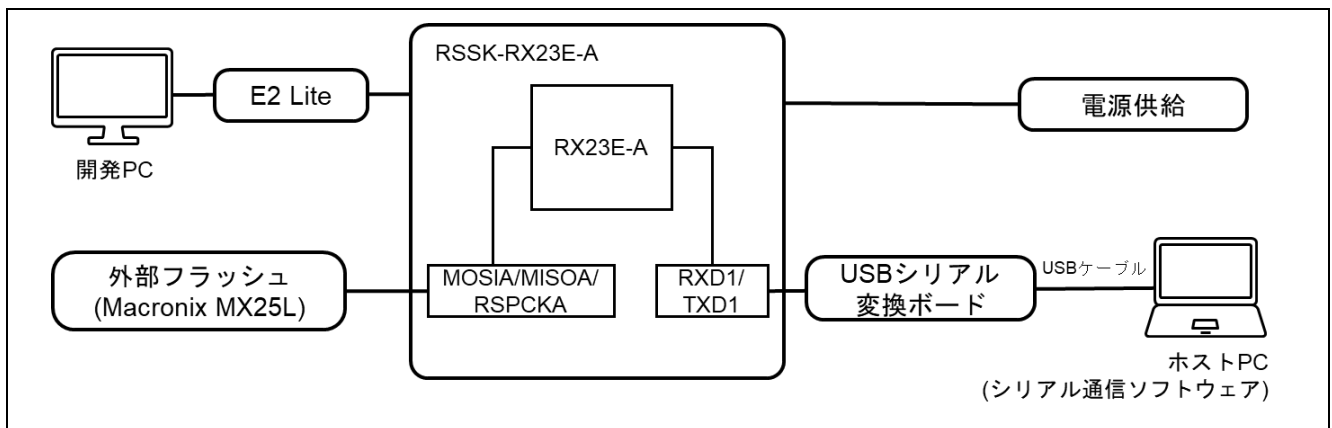 RSSK-RX23E-A
E2 Lite
開発PC
RX23E-A
電源供給
外部フラッシュ
(Macronix MX25L)
MOSIA/MISOA/
RSPCKA
RXD1/
TXD1
USBシリアル
変換ボード
USBケーブル
ホストPC
(シリアル通信ソフトウェア)